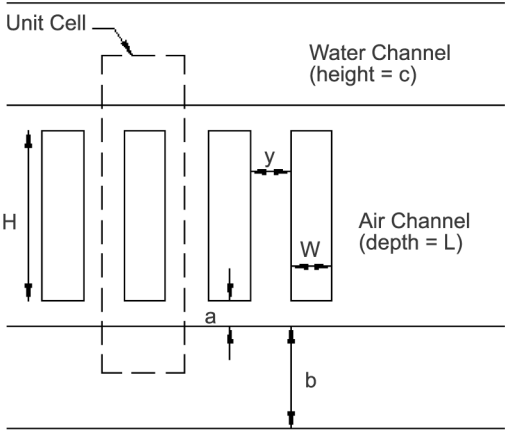 Unit Cell
Water Channel
(height = c)
y
H
Air Channel
(depth = L)
W
a
b